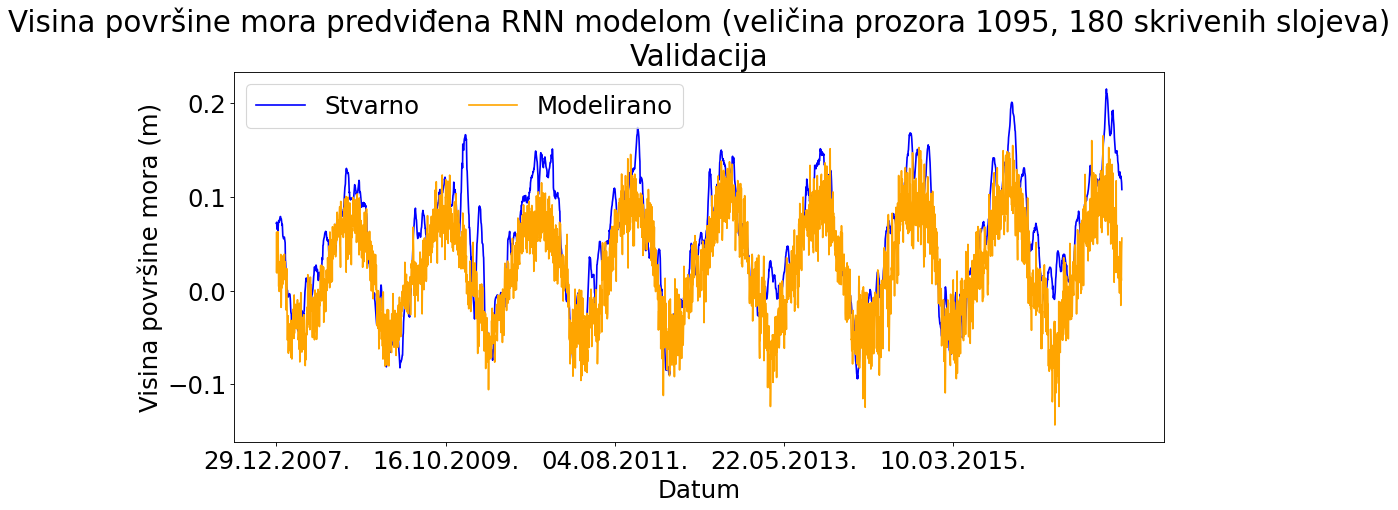 Visina površine mora predviđena RNN modelom (veličina prozora 1095, 180 skrivenih slojeva)
Validacija
Stvarno
Modelirano
Visina površine mora (m)
0.2
0.1
0.0
−0.1
29.12.2007.
16.10.2009.
04.08.2011.
22.05.2013.
10.03.2015.
Datum